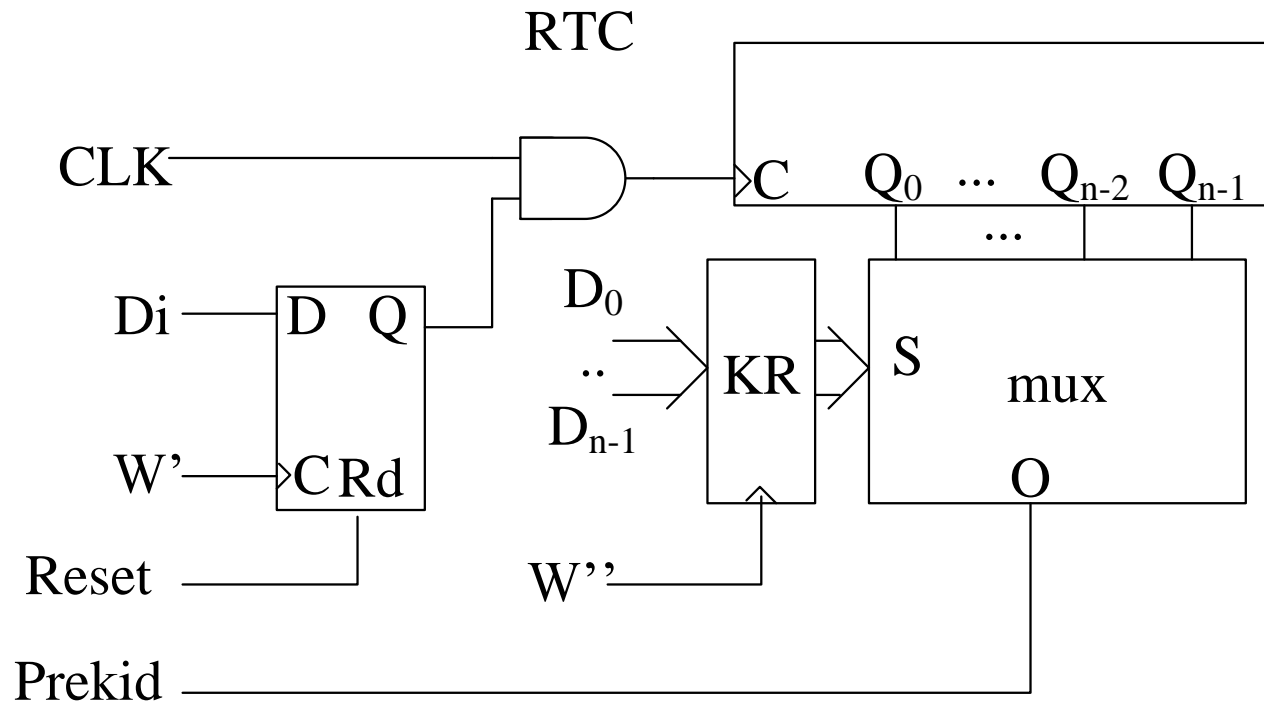 RTC
CLK
C Q0 ... Qn-2 Qn-1
...
Di
D Q
D0
..
Dn-1
KR
S
mux
W’
C Rd
O
Reset
W’’
Prekid